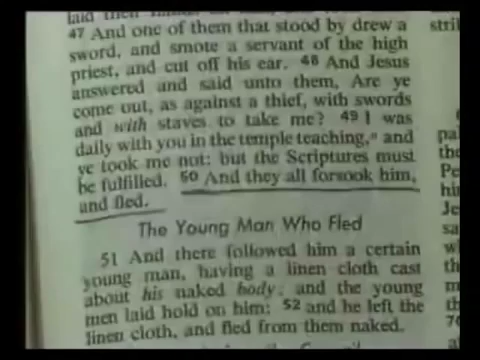 laid their
47 And one of them that stood by drew a
sword, and smote a servant of the high
priest, and cut off his ear. 48 And Jesus
answered and said unto them, Are ye
come out, as against a thief, with swords
and with staves to take me? 49 I was
daily with you in the temple teaching, and
ye took me not: but the Scriptures must
be fulfilled. 50 And they all forsook him,
and fled.
The Young Man Who Fled
51 And there followed him a certain
young man, having a linen cloth cast
about his naked body; and the young
men laid hold on him: 52 and he left the
linen cloth, and fled from them naked.